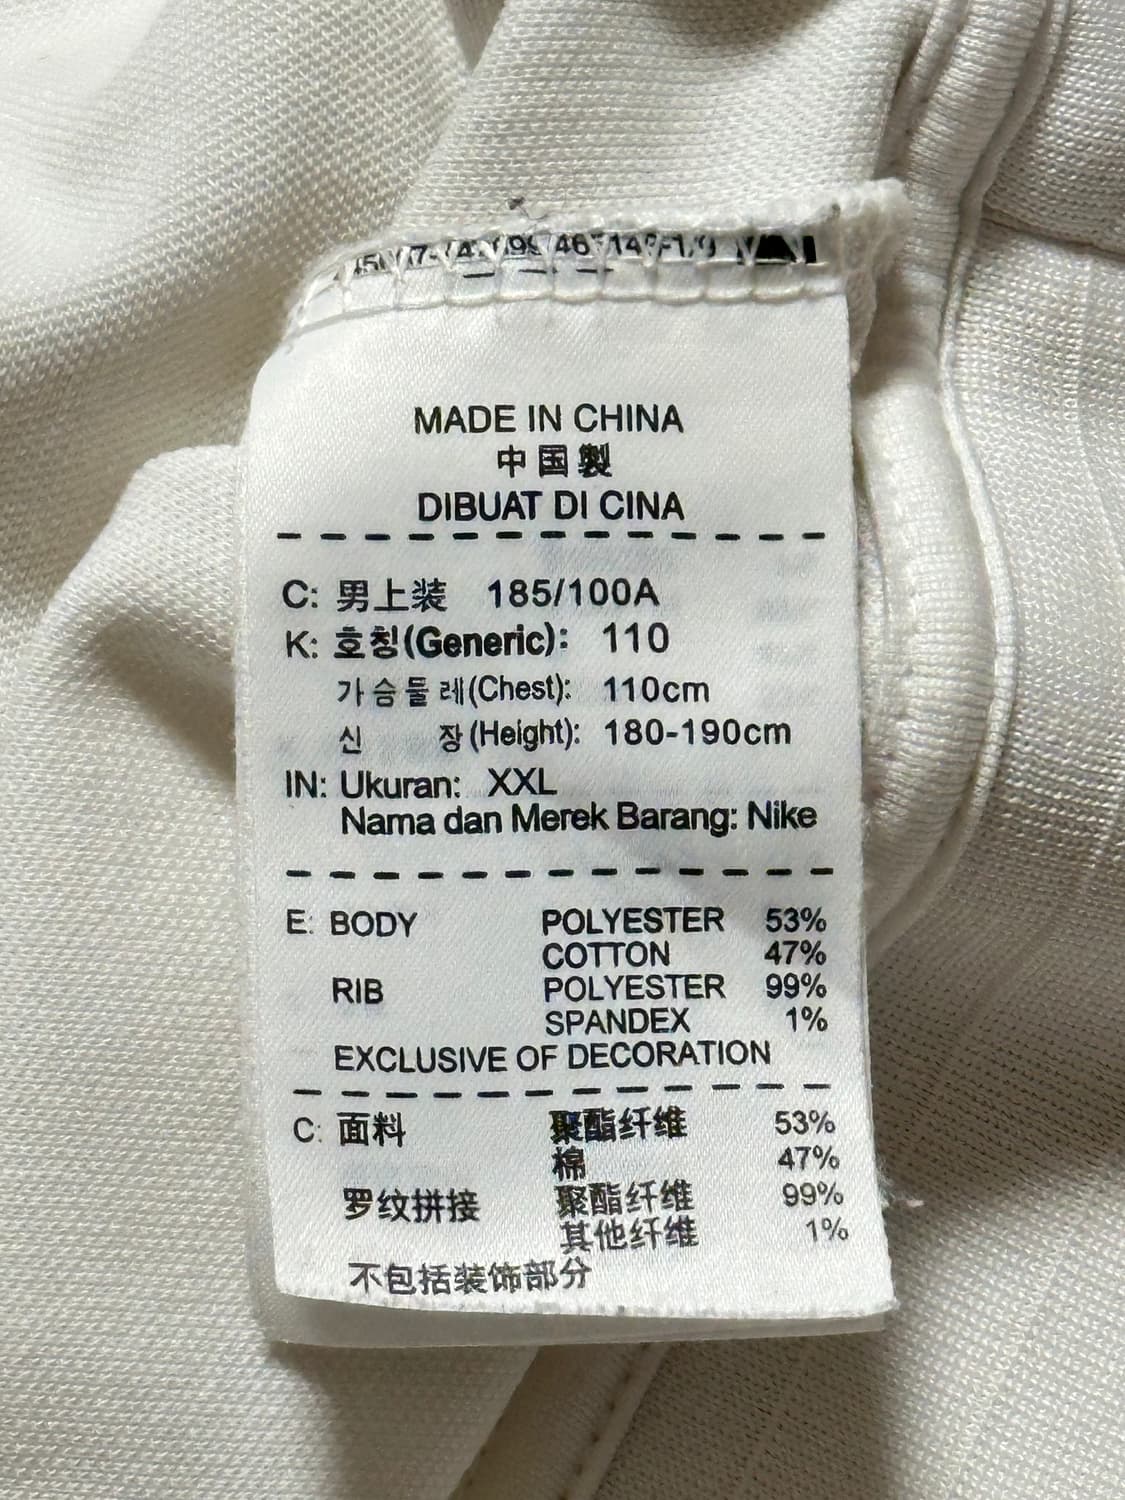 MADE IN CHINA
中国製
DIBUAT DI CINA
C: 男上装 185/100A
K: 호칭(Generic): 110
가슴둘레(Chest): 110cm
신 장(Height): 180-190cm
IN: Ukuran: XXL
Nama dan Merek Barang: Nike
E: BODY POLYESTER 53%
COTTON 47%
RIB POLYESTER 99%
SPANDEX 1%
EXCLUSIVE OF DECORATION
C: 面料 聚酯纤维 53%
棉 47%
罗纹拼接 聚酯纤维 99%
其他纤维 1%
不包括装饰部分